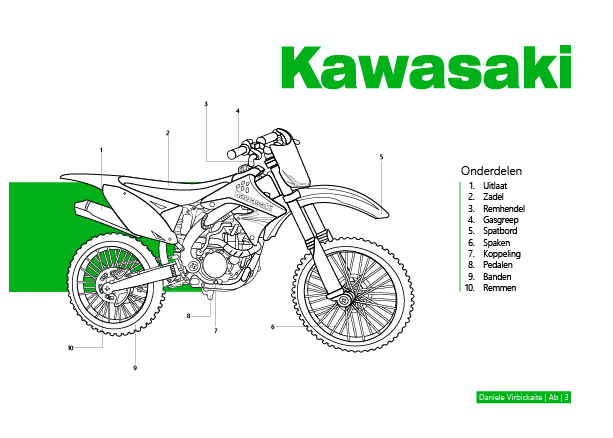 Kawasaki
3
4
2
1
5
Kawasaki
Onderdelen
1. Uitlaat
2. Zadel
3. Remhendel
4. Gasgreep
5. Spatbord
6. Spaken
7. Koppeling
8. Pedalen
9. Banden
10. Remmen
8
7
6
10
9
Daniele Virbickaite | Ab | 3